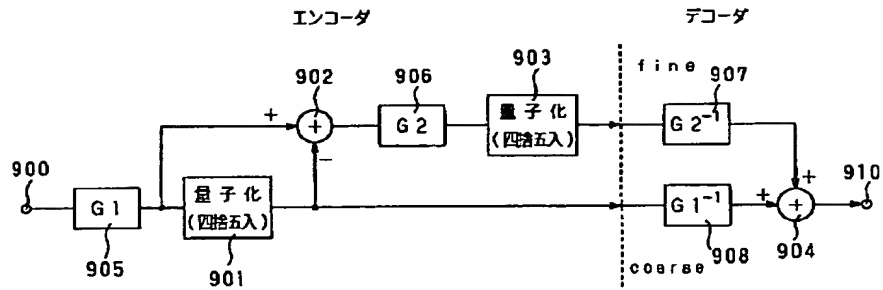 エンコーダ
デコーダ
902
906
903
fine
907
+
+
G2
量子化
(四捨五入)
G2⁻¹
−
+
900
G1
量子化
(四捨五入)
G1⁻¹
+
+
910
905
901
908
904
coarse